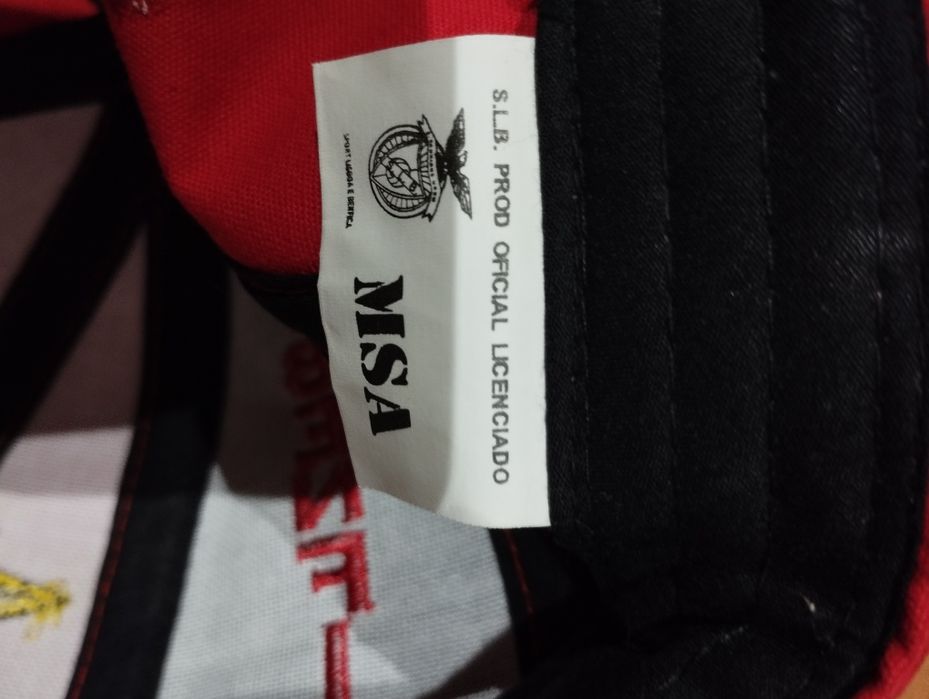 S.L.B. PROD OFICIAL LICENCIADO
SPORT LISBOA E BENFICA
MSA